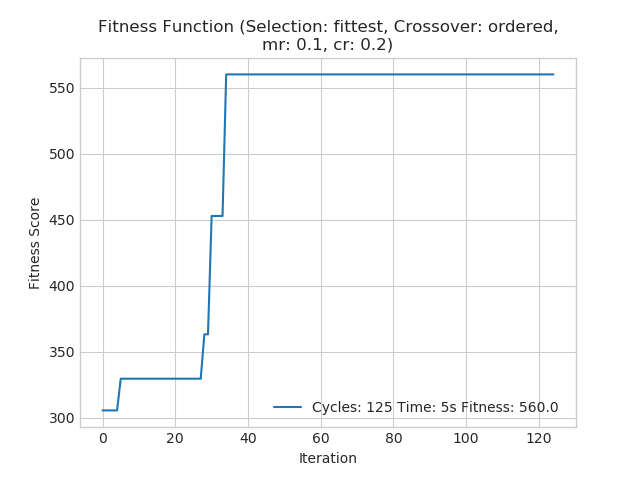 Fitness Function (Selection: fittest, Crossover: ordered,
mr: 0.1, cr: 0.2)
Fitness Score
550
500
450
400
350
300
Cycles: 125 Time: 5s Fitness: 560.0
0 20 40 60 80 100 120
Iteration